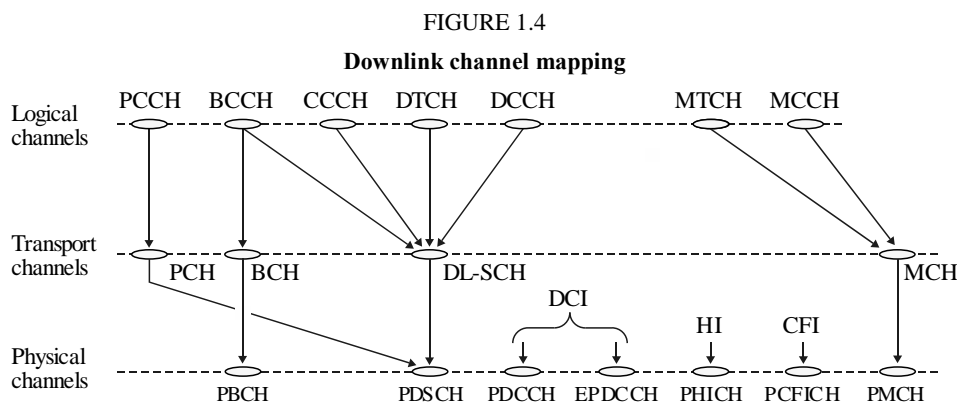 FIGURE 1.4
Downlink channel mapping
PCCH BCCH CCCH DTCH DCCH MTCH MCCH
Logical
channels
Transport
channels
PCH BCH DL-SCH MCH
DCI
HI CFI
Physical
channels
PBCH PDSCH PDCCH EPDCCH PHICH PCFICH PMCH